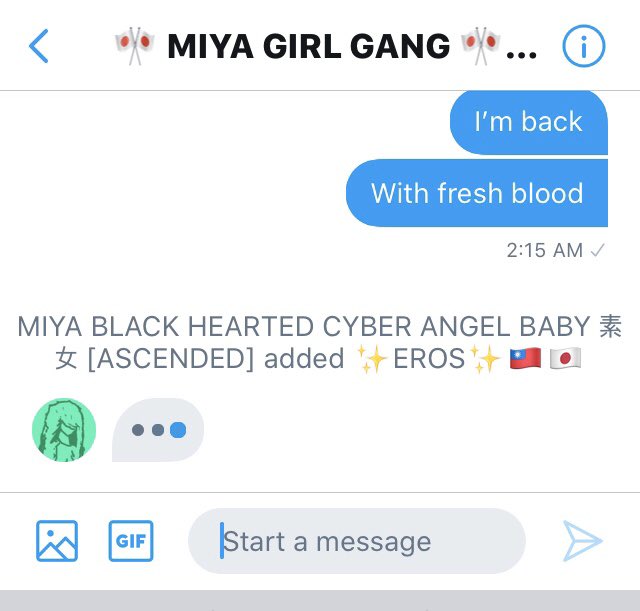 🎌 MIYA GIRL GANG 🎌...
I’m back
With fresh blood
2:15 AM ✓
MIYA BLACK HEARTED CYBER ANGEL BABY 素
女 [ASCENDED] added ✨EROS✨ 🇹🇼 🇯🇵
GIF
Start a message